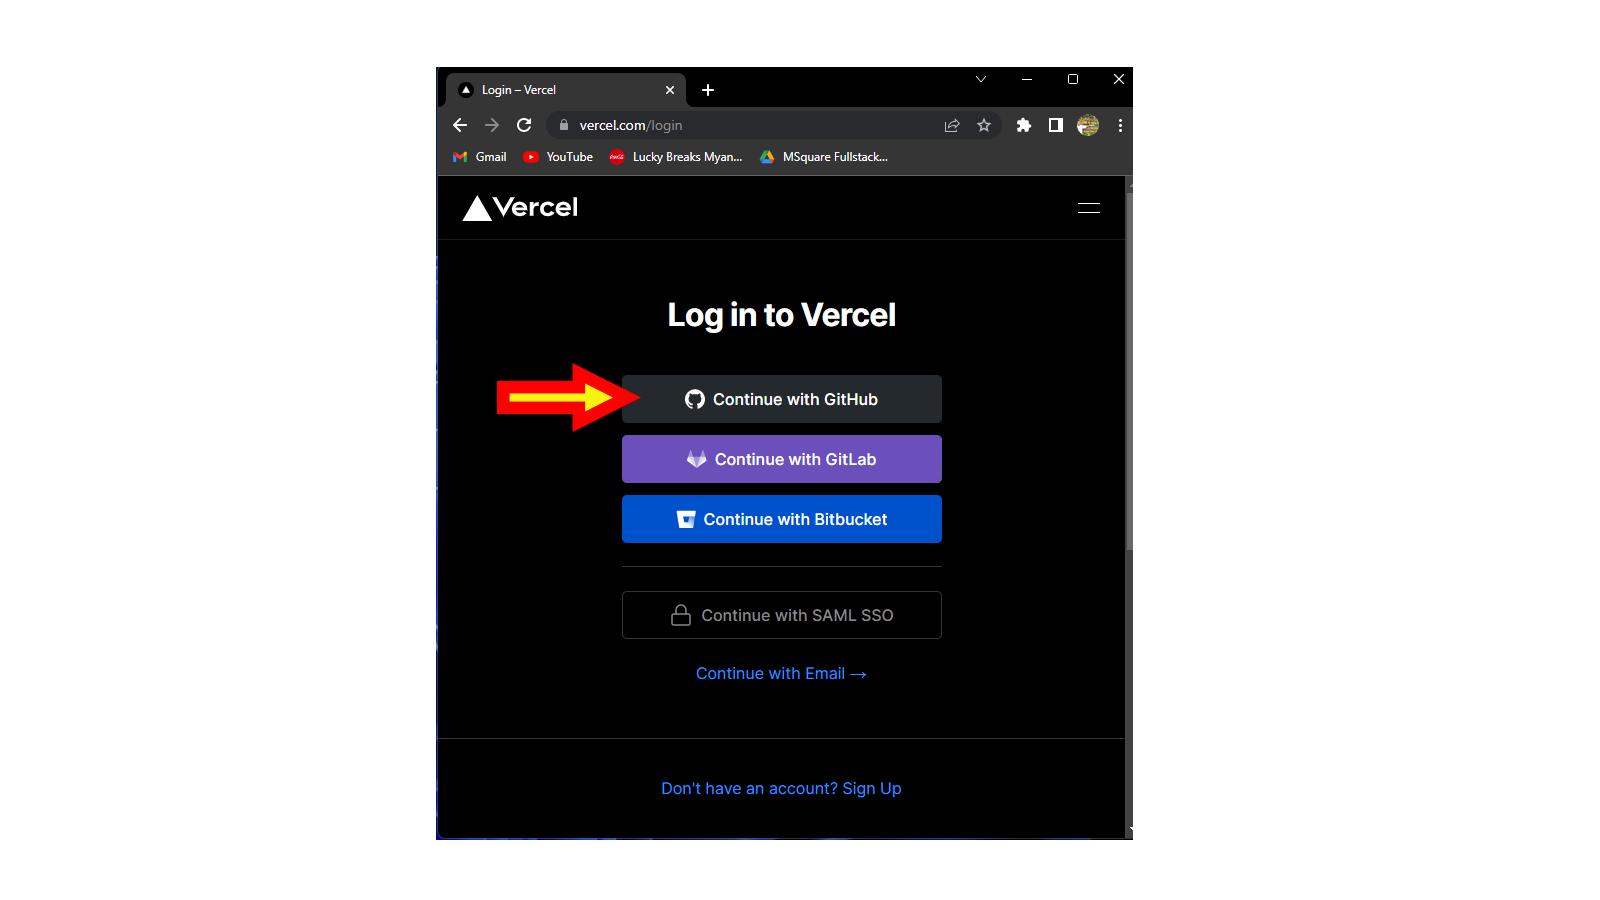 Login – Vercel
vercel.com/login
Gmail YouTube Lucky Breaks Myan... MSquare Fullstack...
Vercel
Log in to Vercel
Continue with GitHub
Continue with GitLab
Continue with Bitbucket
Continue with SAML SSO
Continue with Email →
Don't have an account? Sign Up